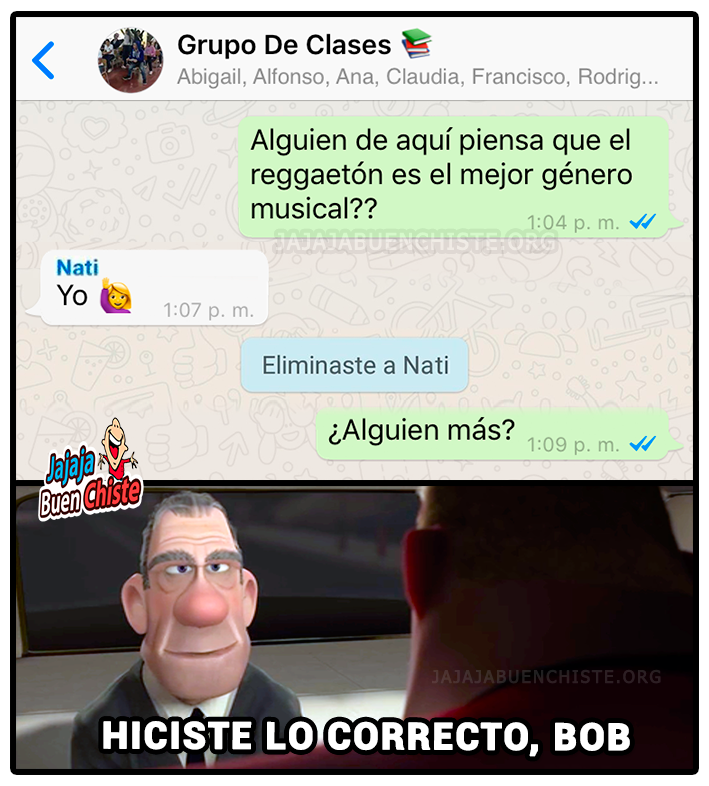 Grupo De Clases 📚
Abigail, Alfonso, Ana, Claudia, Francisco, Rodrig...
Alguien de aquí piensa que el
reggaetón es el mejor género
musical??
1:04 p. m.
JAJAJABUENCHISTE.ORG
Nati
Yo 🙋‍♀️
1:07 p. m.
Eliminaste a Nati
¿Alguien más?
1:09 p. m.
Jajaja
Buen Chiste
JAJAJABUENCHISTE.ORG
HICISTE LO CORRECTO, BOB